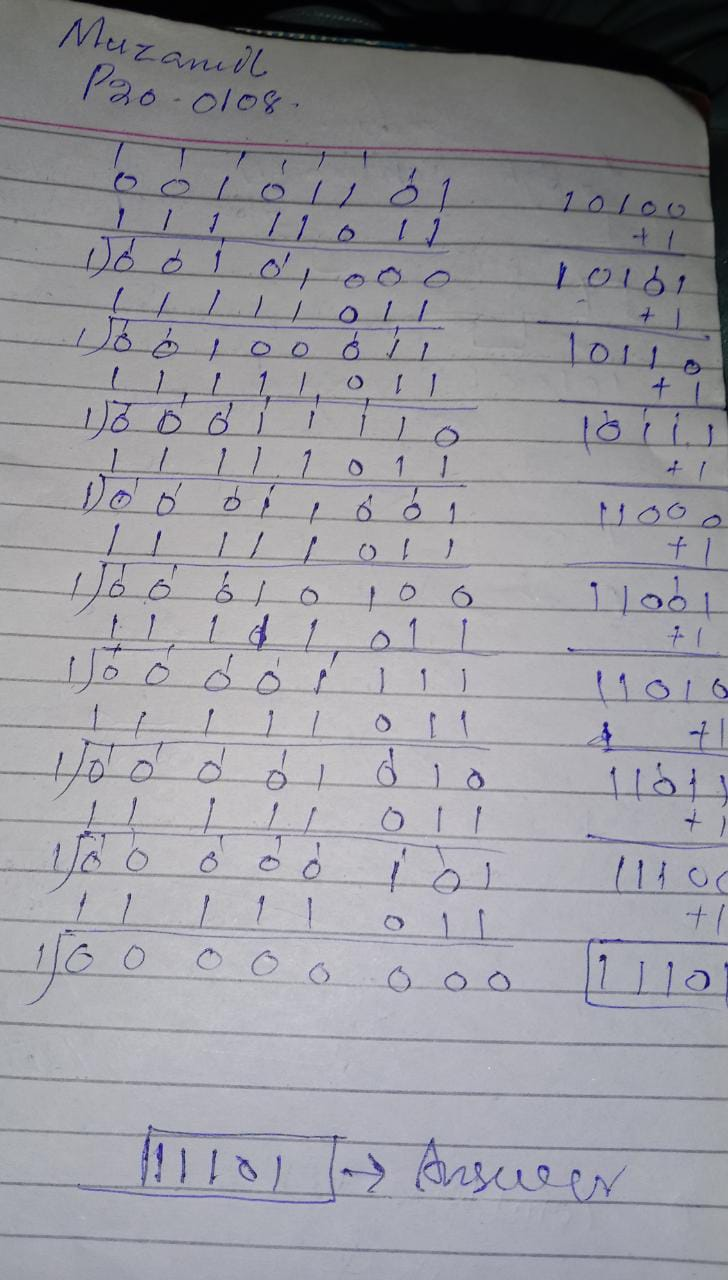 Muzamil
P20-0108.
1 1 1 1 1 1
0 0 1 0 1 1 0 1 10100
1 1 1 1 1 0 1 1 +1
1) 0 0 1 0 1 0 0 0 10101
1 1 1 1 1 0 1 1 +1
1) 0 0 1 0 0 0 1 1 10110
1 1 1 1 1 0 1 1 +1
1) 0 0 0 1 1 1 1 0 10111
1 1 1 1 1 0 1 1 +1
1) 0 0 0 1 1 0 0 1 11000
1 1 1 1 1 0 1 1 +1
1) 0 0 0 1 0 1 0 0 11001
1 1 1 1 1 0 1 1 +1
1) 0 0 0 0 1 1 1 1 11010
1 1 1 1 1 0 1 1 +1
1) 0 0 0 0 1 0 1 0 11011
1 1 1 1 1 0 1 1 +1
1) 0 0 0 0 0 1 0 1 11100
1 1 1 1 1 0 1 1 +1
1) 0 0 0 0 0 0 0 0 11101
11101 → Answer